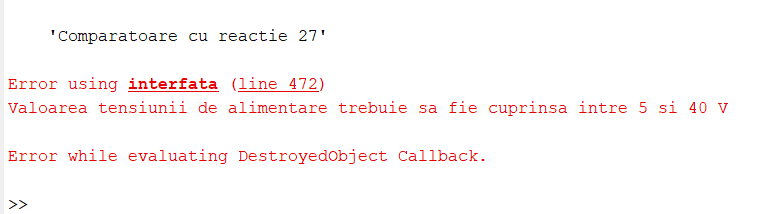 'Comparatoare cu reactie 27'
Error using interfata (line 472)
Valoarea tensiunii de alimentare trebuie sa fie cuprinsa intre 5 si 40 V
Error while evaluating DestroyedObject Callback.
>>